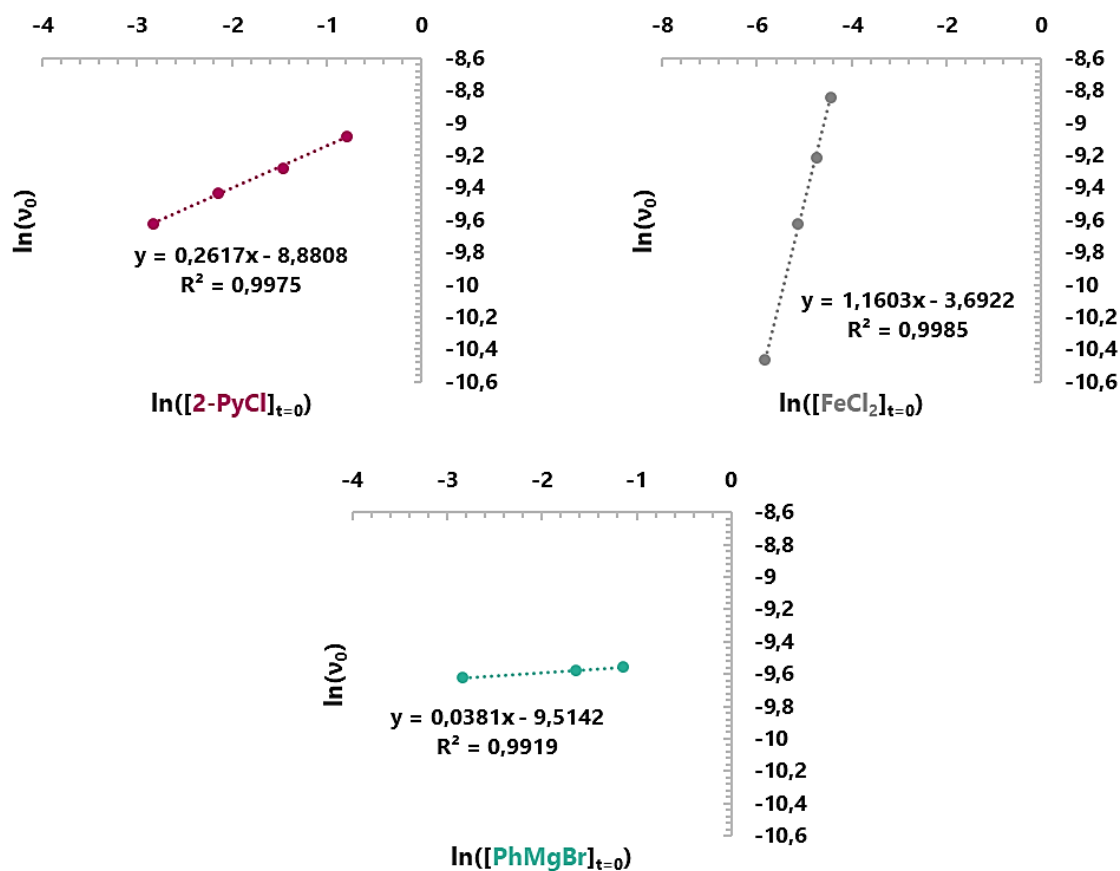 -4 -3 -2 -1 0
-8,6
-8,8
-9
-9,2
-9,4
-9,6
-9,8
-10
-10,2
-10,4
-10,6
ln(ν₀)
y = 0,2617x - 8,8808
R² = 0,9975
ln([2-PyCl]t=0)
-8 -6 -4 -2 0
-8,6
-8,8
-9
-9,2
-9,4
-9,6
-9,8
-10
-10,2
-10,4
-10,6
ln(ν₀)
y = 1,1603x - 3,6922
R² = 0,9985
ln([FeCl₂]t=0)
-4 -3 -2 -1 0
-8,6
-8,8
-9
-9,2
-9,4
-9,6
-9,8
-10
-10,2
-10,4
-10,6
ln(ν₀)
y = 0,0381x - 9,5142
R² = 0,9919
ln([PhMgBr]t=0)